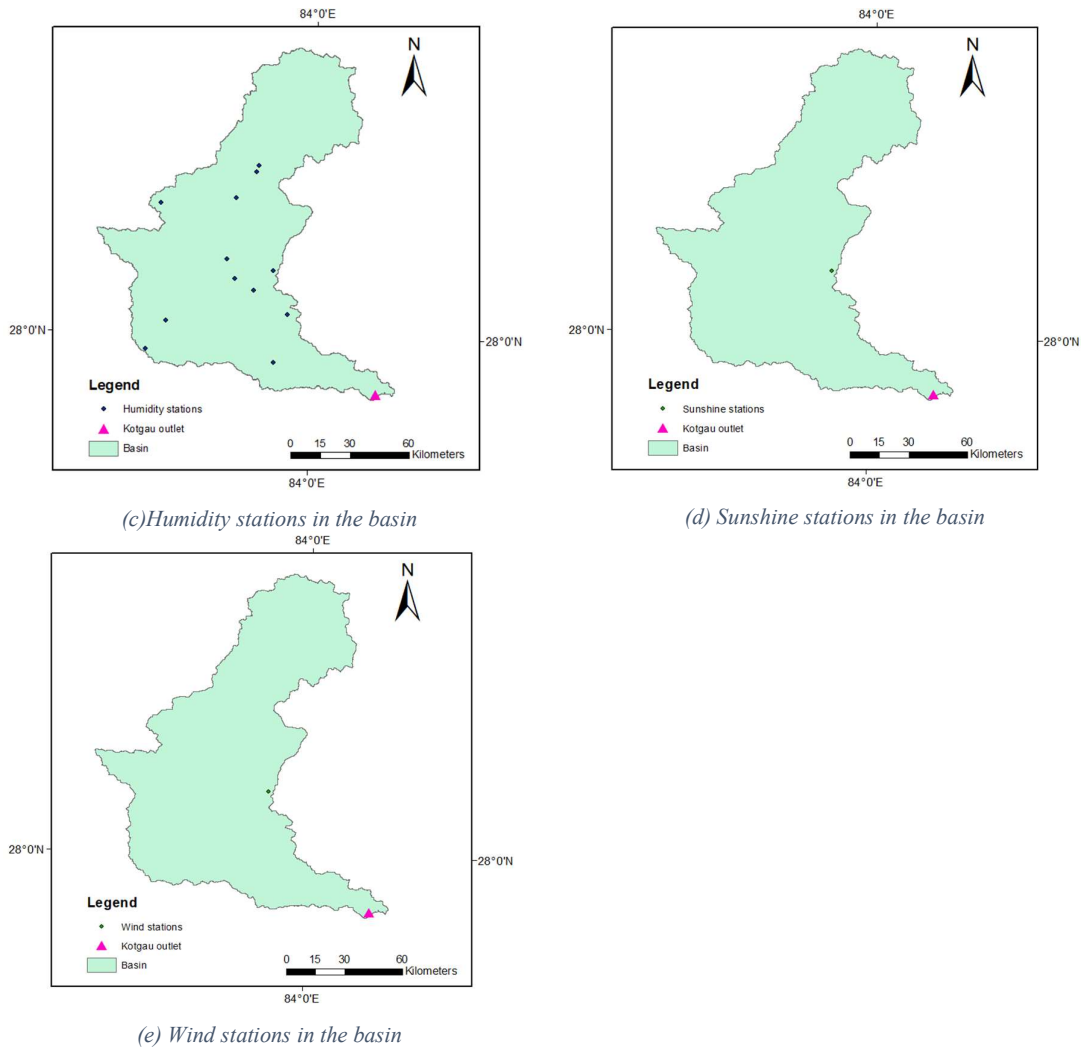 84°0'E
N
28°0'N
28°0'N
Legend
Humidity stations
Kotgau outlet
Basin
0 15 30 60
Kilometers
84°0'E
(c)Humidity stations in the basin
84°0'E
N
28°0'N
28°0'N
Legend
Sunshine stations
Kotgau outlet
Basin
0 15 30 60
Kilometers
84°0'E
(d) Sunshine stations in the basin
84°0'E
N
28°0'N
28°0'N
Legend
Wind stations
Kotgau outlet
Basin
0 15 30 60
Kilometers
84°0'E
(e) Wind stations in the basin